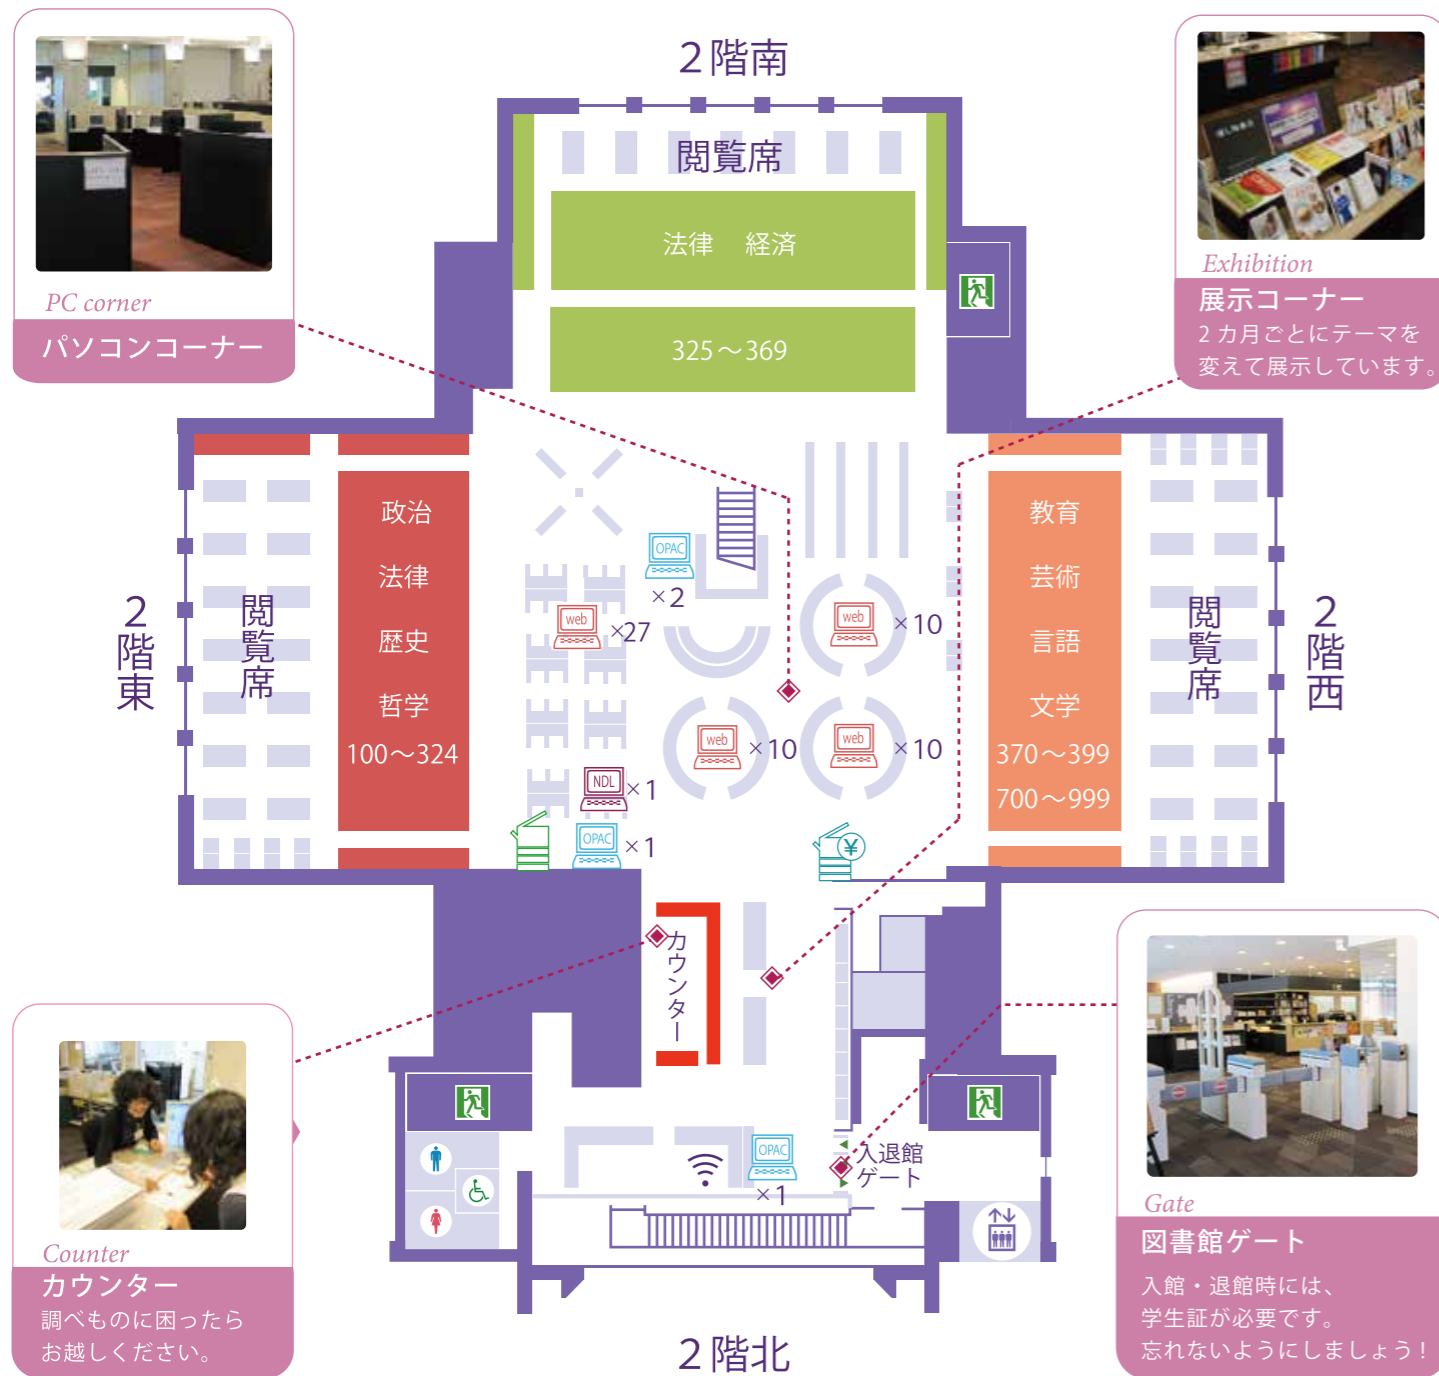 PC corner
パソコンコーナー
2階南
Exhibition
展示コーナー
2 カ月ごとにテーマを
変えて展示しています。
閲覧席
法律 経済
325～369
2階東
閲覧席
政治
法律
歴史
哲学
100～324
OPAC
×2
web
×27
web
×10
web
×10
web
×10
NDL
×1
OPAC
×1
¥
教育
芸術
言語
文学
370～399
700～999
閲覧席
2階西
カウンター
Counter
カウンター
調べものに困ったら
お越しください。
OPAC
×1
入退館
ゲート
Gate
図書館ゲート
入館・退館時には、
学生証が必要です。
忘れないようにしましょう！
2階北